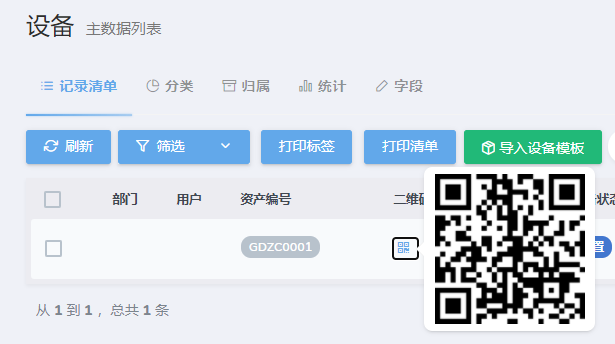 设备 主数据列表
记录清单 分类 归属 统计 字段
刷新 筛选 打印标签 打印清单 导入设备模板
部门 用户 资产编号 二维 状态
GDZC0001 置
从 1 到 1 ，总共 1 条